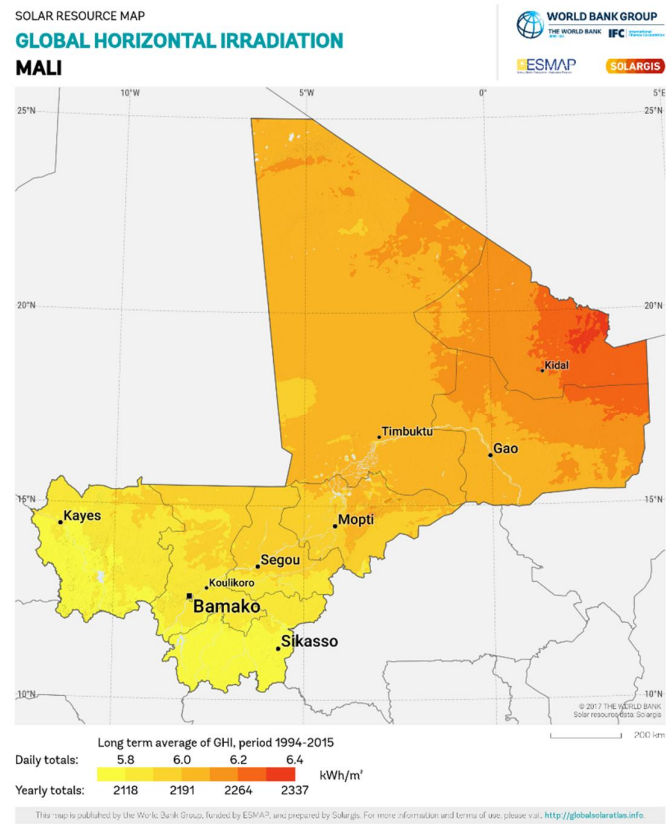 SOLAR RESOURCE MAP
GLOBAL HORIZONTAL IRRADIATION
MALI
WORLD BANK GROUP
THE WORLD BANK
IFC
ESMAP
SOLARGIS
10°W 5°W 0° 5°E
25°N 25°N
20°N 20°N
Kidal
Timbuktu
Gao
15°N 15°N
Kayes
Mopti
Segou
Koulikoro
Bamako
Sikasso
10°N 10°N
© 2017 THE WORLD BANK
Solar resource data: Solargis
200 km
Long term average of GHI, period 1994-2015
Daily totals: 5.8 6.0 6.2 6.4
kWh/m²
Yearly totals: 2118 2191 2264 2337
This map is published by the World Bank Group, funded by ESMAP, and prepared by Solargis. For more information and terms of use, please visit http://globalsolaratlas.info.